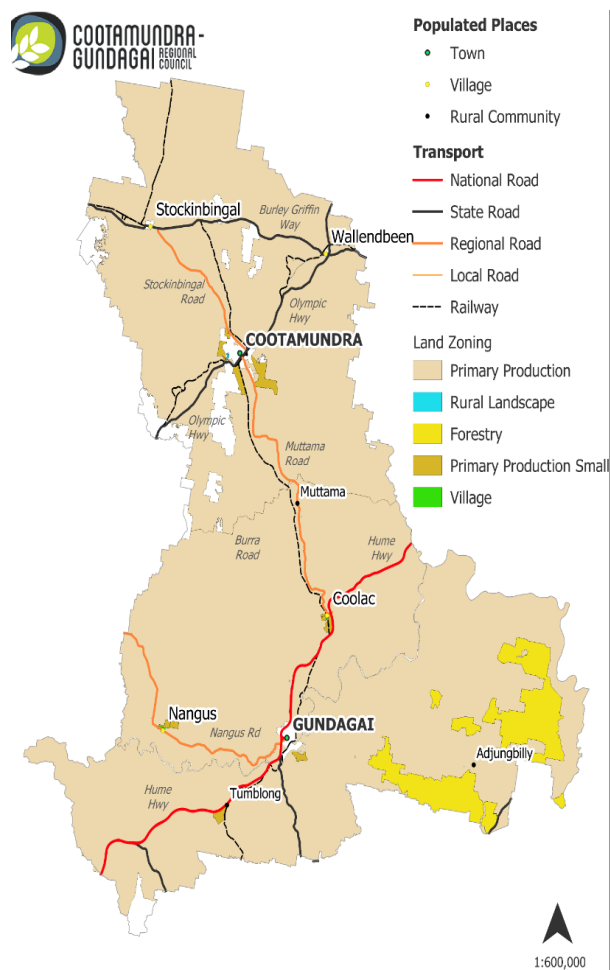 COOTAMUNDRA-
GUNDAGAI REGIONAL
COUNCIL
Populated Places
Town
Village
Rural Community
Transport
National Road
State Road
Regional Road
Local Road
Railway
Land Zoning
Primary Production
Rural Landscape
Forestry
Primary Production Small
Village
Stockinbingal
Burley Griffin
Way
Wallendbeen
Stockinbingal
Road
Olympic
Hwy
COOTAMUNDRA
Olympic
Hwy
Muttama
Road
Muttama
Burra
Road
Hume
Hwy
Coolac
Nangus
Nangus Rd
GUNDAGAI
Adjungbilly
Hume
Hwy
Tumblong
1:600,000